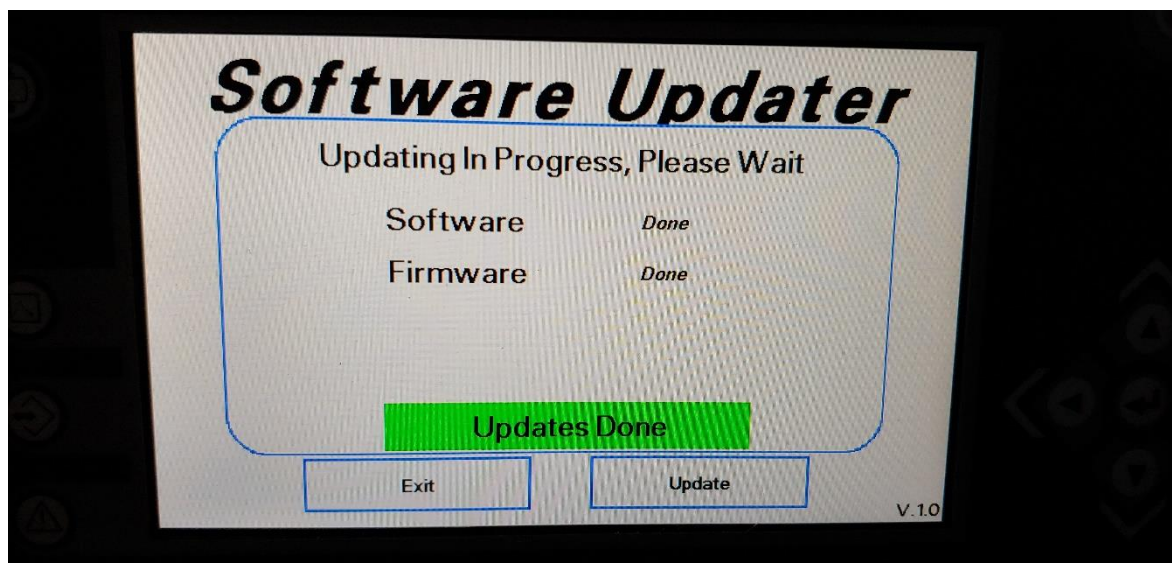 Software Updater
Updating In Progress, Please Wait
Software Done
Firmware Done
Updates Done
Exit Update
V.1.0